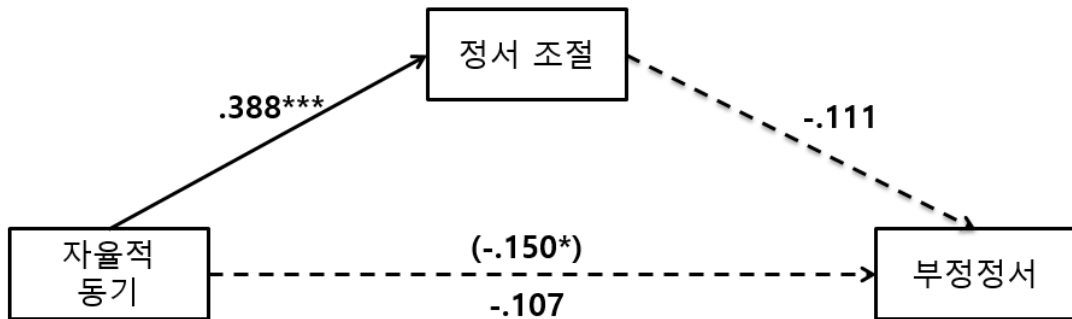 정서 조절
.388***
-.111
자율적
동기
(-.150*)
-.107
부정정서